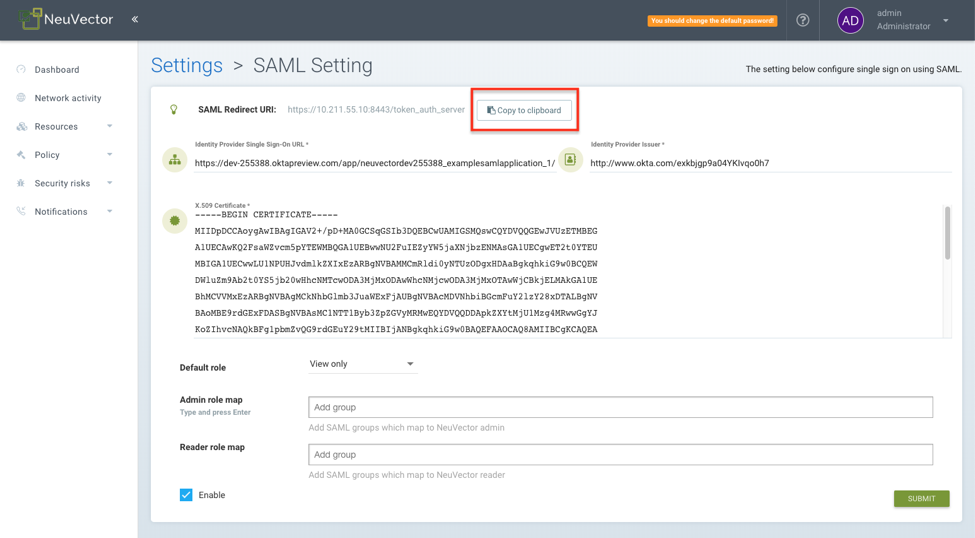 NeuVector
«
You should change the default password!
AD
admin
Administrator
Dashboard
Network activity
Resources
Policy
Security risks
Notifications
Settings > SAML Setting
The setting below configure single sign on using SAML.
SAML Redirect URI: https://10.211.55.10:8443/token_auth_server
Copy to clipboard
Identity Provider Single Sign-On URL *
https://dev-255388.oktapreview.com/app/neuvectordev255388_examplesamlapplication_1/
Identity Provider Issuer *
http://www.okta.com/exkbjgp9a04YKIvqo0h7
X.509 Certificate *
-----BEGIN CERTIFICATE-----
MIIDpDCCAoygAwIBAgIGAV2+/pD+MA0GCSqGSIb3DQEBCwUAMIGSMQswCQYDVQQGEwJVUzETMBEG
A1UECAwKQ2FsaWZvcm5pYTEWMBQGA1UEBwwNU2FuIEZyYW5jaXNjbzENMAsGA1UECgwET2t0YTEU
MBIGA1UECwwLU1NPUHJvdmlkZXIxEzARBgNVBAMMCmRldi0yNTUzODgxHDAaBgkqhkiG9w0BCQEW
DWluZm9Ab2t0YS5jb20wHhcNMTcwODA3MjMxODAwWhcNMjcwODA3MjMxOTAwWjCBkjELMAkGA1UE
BhMCVVMxEzARBgNVBAgMCkNhbGlmb3JuaWExFjAUBgNVBAcMDVNhbiBGcmFuY2lzY28xDTALBgNV
BAoMBE9rdGExFDASBgNVBAsMC1NTT1Byb3ZpZGVyMRMwEQYDVQQDDApkZXYtMjU1Mzg4MRwwGgYJ
KoZIhvcNAQkBFg1pbmZvQG9rdGEuY29tMIIBIjANBgkqhkiG9w0BAQEFAAOCAQ8AMIIBCgKCAQEA
Default role
View only
Admin role map
Type and press Enter
Add group
Add SAML groups which map to NeuVector admin
Reader role map
Add group
Add SAML groups which map to NeuVector reader
Enable
SUBMIT